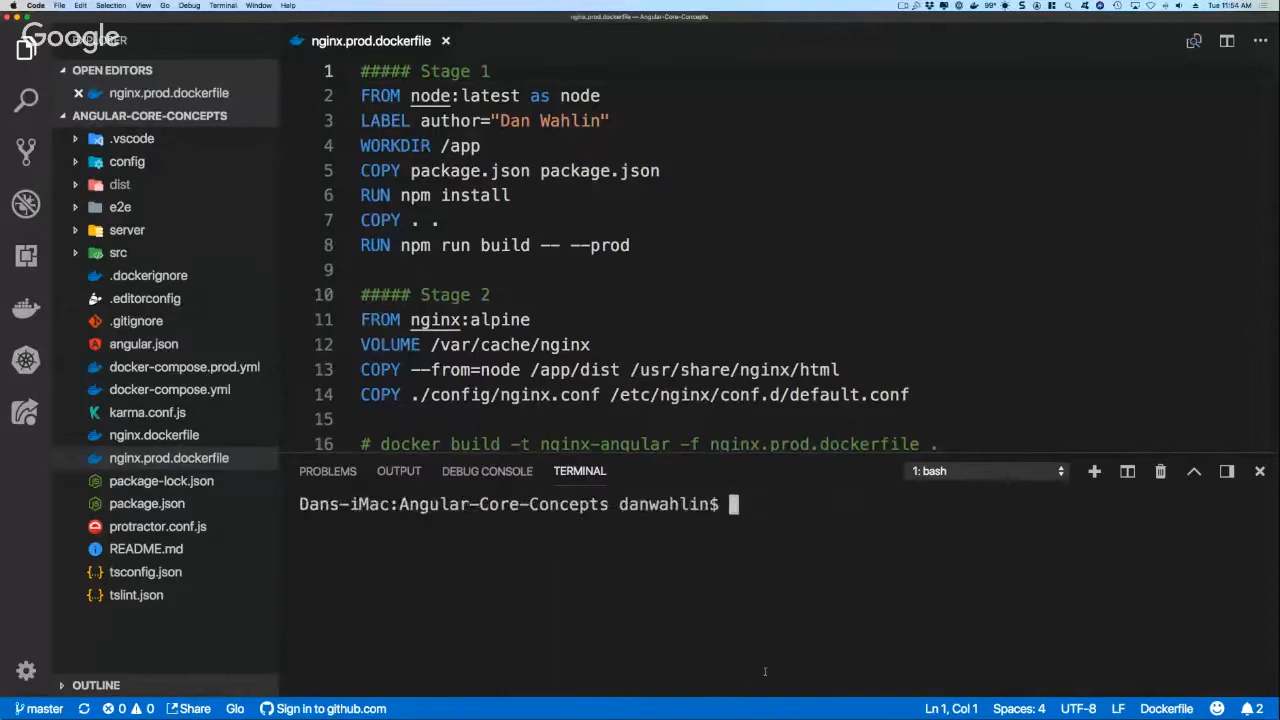 Code File Edit Selection View Go Debug Terminal Window Help
99°
Tue 11:54 AM
nginx.prod.dockerfile — Angular-Core-Concepts
Google
EXPLORER
nginx.prod.dockerfile
OPEN EDITORS
nginx.prod.dockerfile
ANGULAR-CORE-CONCEPTS
.vscode
config
dist
e2e
server
src
.dockerignore
.editorconfig
.gitignore
angular.json
docker-compose.prod.yml
docker-compose.yml
karma.conf.js
nginx.dockerfile
nginx.prod.dockerfile
package-lock.json
package.json
protractor.conf.js
README.md
tsconfig.json
tslint.json
OUTLINE
1 ##### Stage 1
2 FROM node:latest as node
3 LABEL author="Dan Wahlin"
4 WORKDIR /app
5 COPY package.json package.json
6 RUN npm install
7 COPY . .
8 RUN npm run build -- --prod
9
10 ##### Stage 2
11 FROM nginx:alpine
12 VOLUME /var/cache/nginx
13 COPY --from=node /app/dist /usr/share/nginx/html
14 COPY ./config/nginx.conf /etc/nginx/conf.d/default.conf
15
16 # docker build -t nginx-angular -f nginx.prod.dockerfile .
PROBLEMS OUTPUT DEBUG CONSOLE TERMINAL
1: bash
Dans-iMac:Angular-Core-Concepts danwahlin$
master 0 0 Share Glo Sign in to github.com
Ln 1, Col 1 Spaces: 4 UTF-8 LF Dockerfile 2